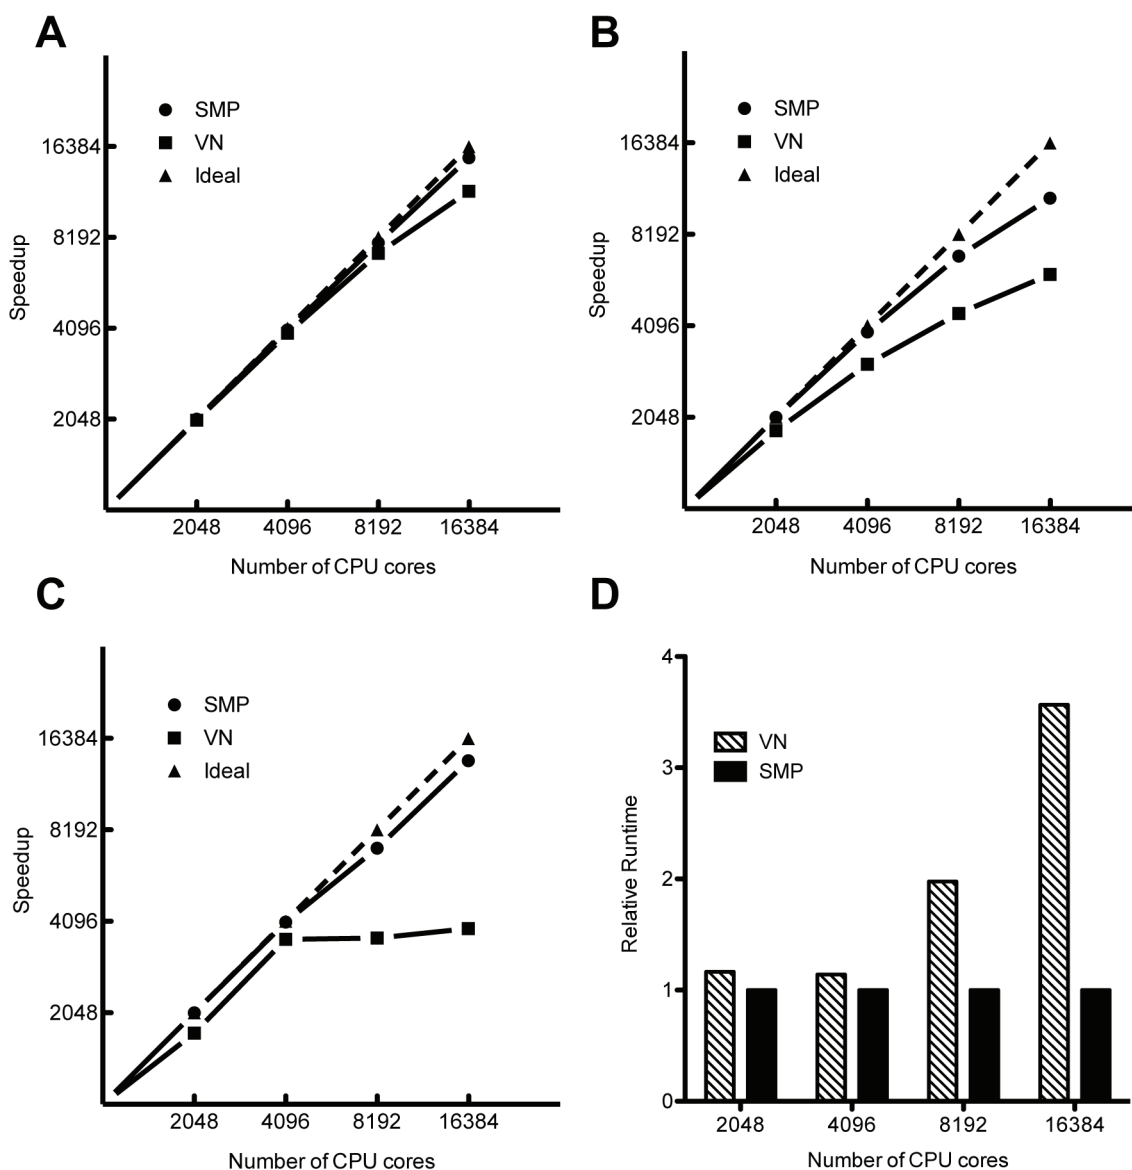 A
SMP
VN
Ideal
16384
8192
4096
2048
Speedup
2048 4096 8192 16384
Number of CPU cores
B
SMP
VN
Ideal
16384
8192
4096
2048
Speedup
2048 4096 8192 16384
Number of CPU cores
C
SMP
VN
Ideal
16384
8192
4096
2048
Speedup
2048 4096 8192 16384
Number of CPU cores
D
4
3
2
1
0
VN
SMP
Relative Runtime
2048 4096 8192 16384
Number of CPU cores